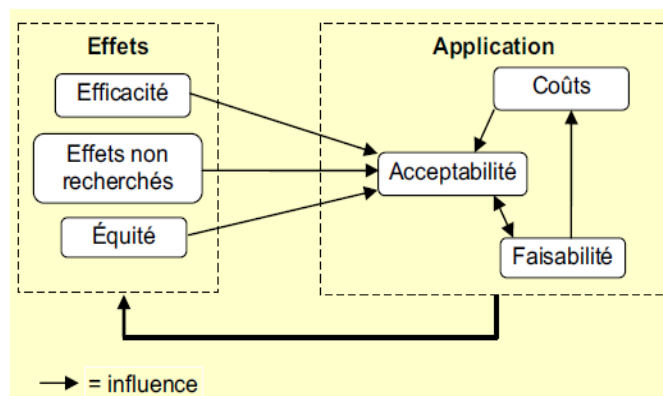 Effets
Efficacité
Effets non
recherchés
Équité
Application
Coûts
Acceptabilité
Faisabilité
= influence